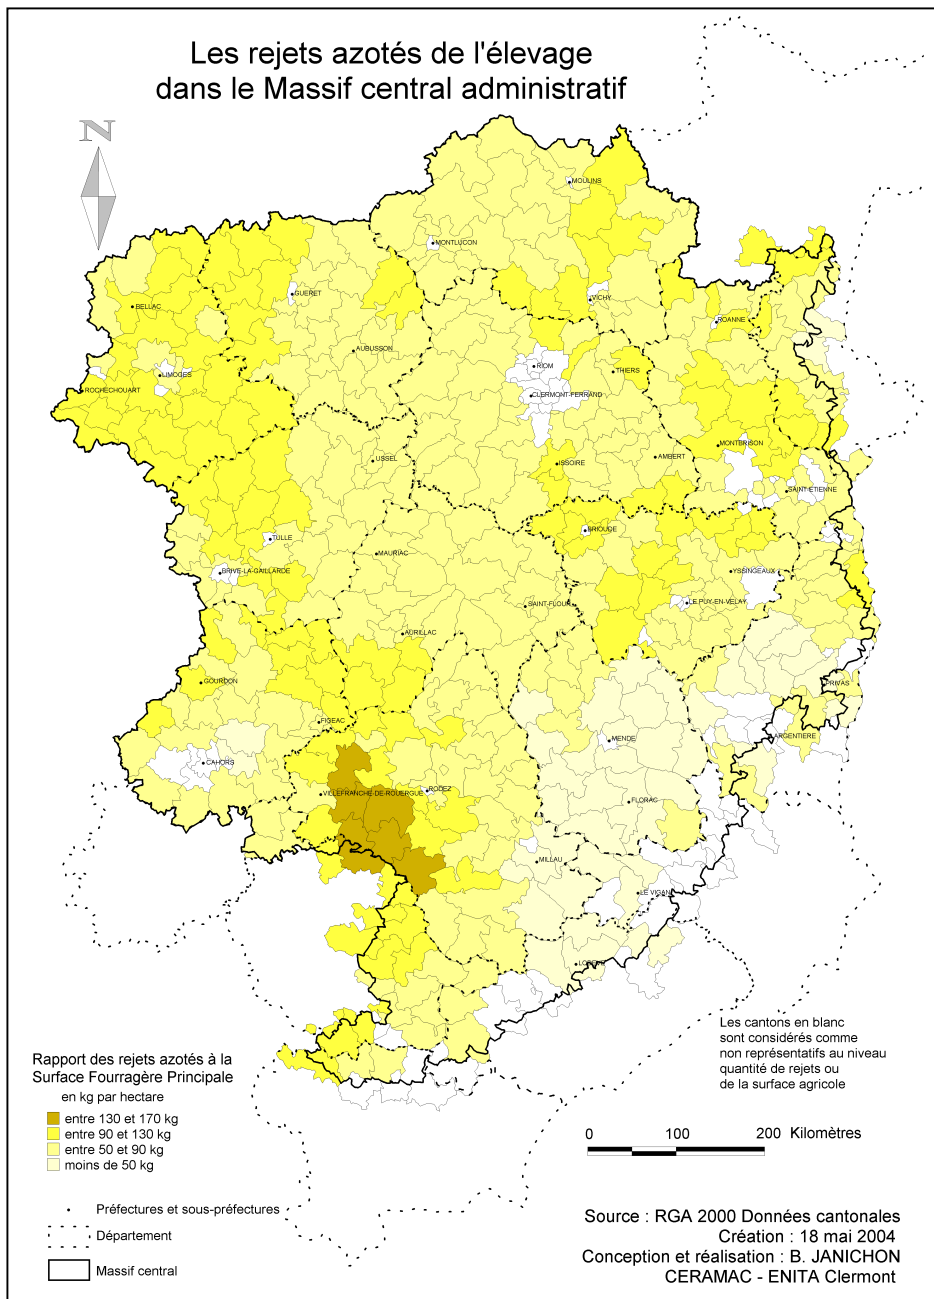 Les rejets azotés de l'élevage
dans le Massif central administratif
N
MOULINS
MONTLUCON
GUERET
VICHY
BELLAC
ROANNE
AUBUSSON
RIOM
LIMOGES
THIERS
ROCHECHOUART
CLERMONT-FERRAND
MONTBRISON
USSEL
ISSOIRE
AMBERT
SAINT-ETIENNE
BRIOUDE
TULLE
MAURIAC
BRIVE-LA-GAILLARDE
YSSINGEAUX
SAINT-FLOUR
LE PUY-EN-VELAY
AURILLAC
GOURDON
PRIVAS
FIGEAC
MENDE
LARGENTIERE
CAHORS
VILLEFRANCHE-DE-ROUERGUE
RODEZ
FLORAC
MILLAU
LE VIGAN
LODEVE
Les cantons en blanc
sont considérés comme
non représentatifs au niveau
quantité de rejets ou
de la surface agricole
Rapport des rejets azotés à la
Surface Fourragère Principale
en kg par hectare
entre 130 et 170 kg
entre 90 et 130 kg
entre 50 et 90 kg
moins de 50 kg
0 100 200 Kilomètres
Préfectures et sous-préfectures
Département
Massif central
Source : RGA 2000 Données cantonales
Création : 18 mai 2004
Conception et réalisation : B. JANICHON
CERAMAC - ENITA Clermont